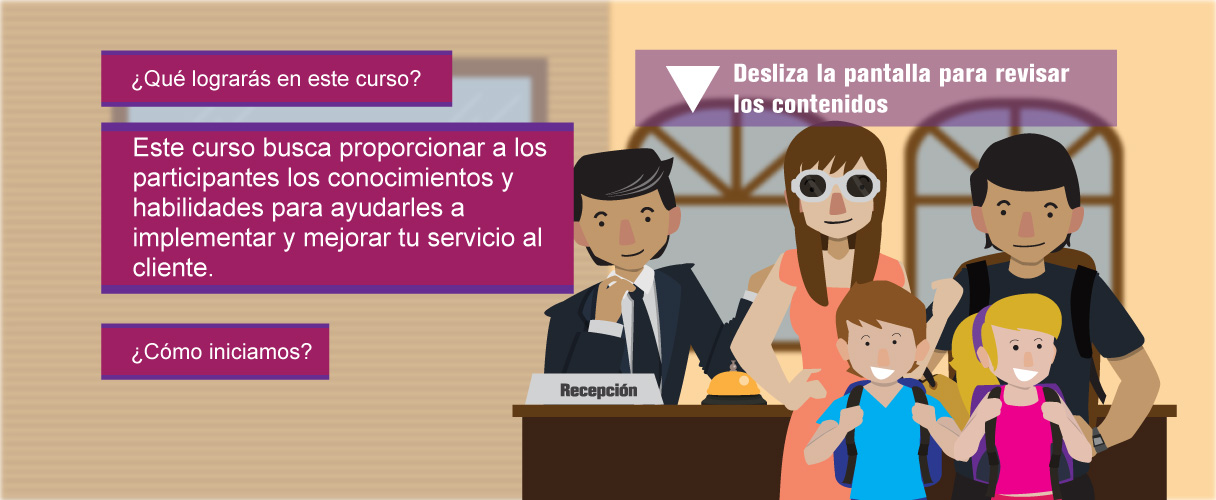 ¿Qué lograrás en este curso?
Este curso busca proporcionar a los
participantes los conocimientos y
habilidades para ayudarles a
implementar y mejorar tu servicio al
cliente.
¿Cómo iniciamos?
Desliza la pantalla para revisar
los contenidos
Recepción